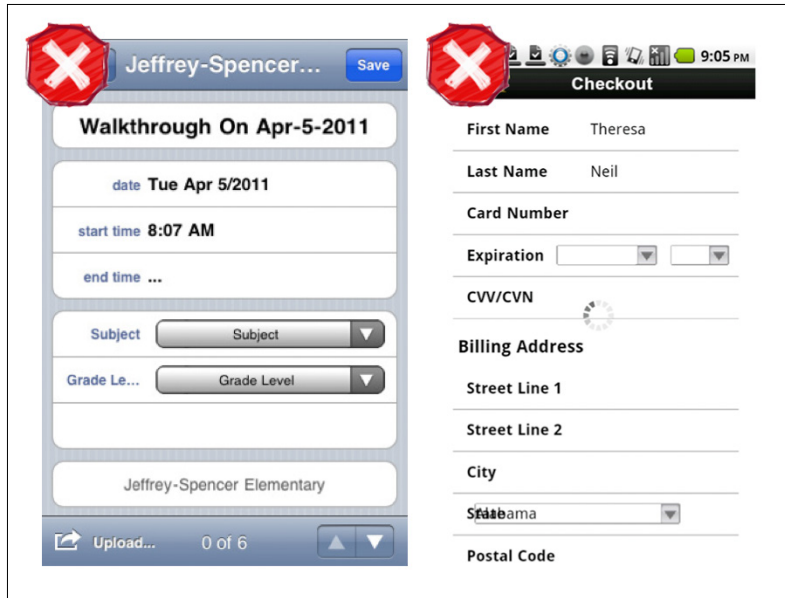 Jeffrey-Spencer...
Save
Walkthrough On Apr-5-2011
date Tue Apr 5/2011
start time 8:07 AM
end time ...
Subject Subject
Grade Le... Grade Level
Jeffrey-Spencer Elementary
Upload... 0 of 6
9:05 PM
Checkout
First Name Theresa
Last Name Neil
Card Number
Expiration
CVV/CVN
Billing Address
Street Line 1
Street Line 2
City
State Alabama
Postal Code